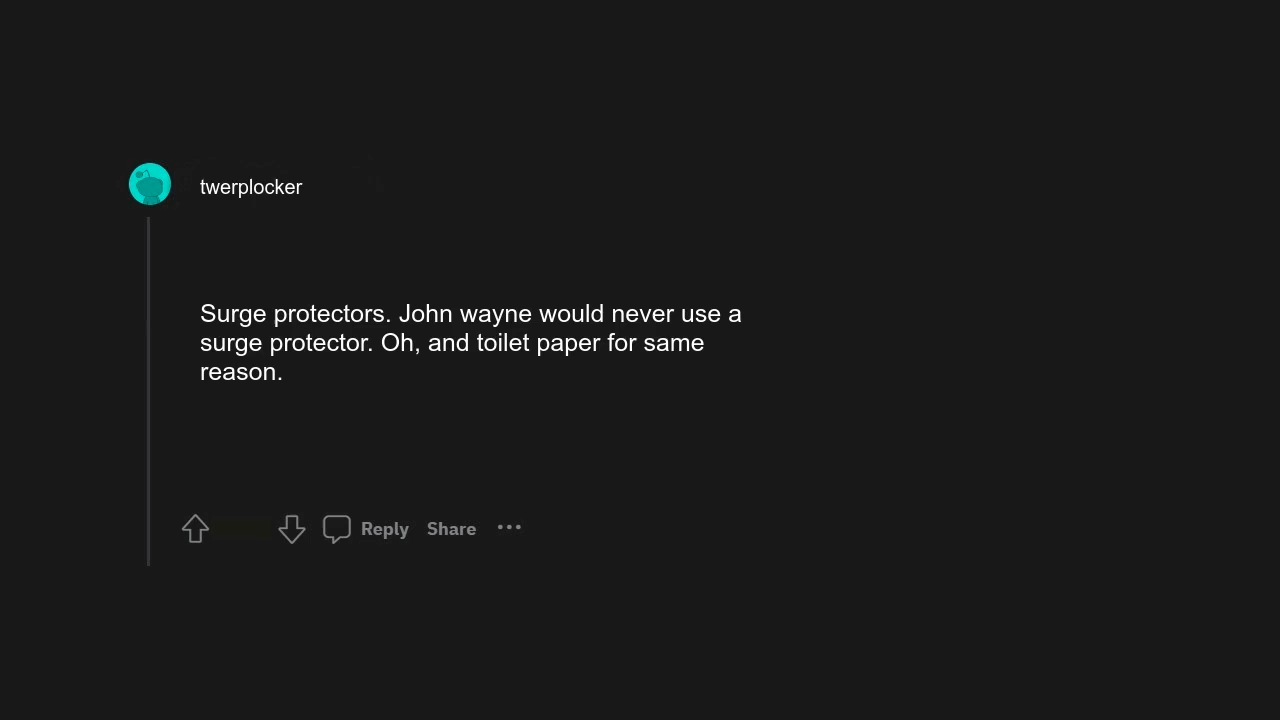 twerplocker
Surge protectors. John wayne would never use a
surge protector. Oh, and toilet paper for same
reason.
Reply Share